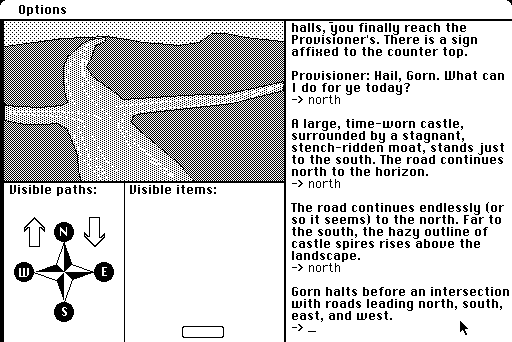 Options
halls, you finally reach the
Provisioner's. There is a sign
affixed to the counter top.
Provisioner: Hail, Gorn. What can
I do for ye today?
-> north
A large, time-worn castle,
surrounded by a stagnant,
stench-ridden moat, stands just
to the south. The road continues
north to the horizon.
-> north
The road continues endlessly (or
so it seems) to the north. Far to
the south, the hazy outline of
castle spires rises above the
landscape.
-> north
Gorn halts before an intersection
with roads leading north, south,
east, and west.
-> _
Visible paths:
N
W
E
S
Visible items: